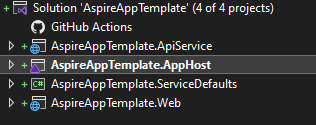 Solution 'AspireAppTemplate' (4 of 4 projects)
GitHub Actions
AspireAppTemplate.ApiService
AspireAppTemplate.AppHost
C# AspireAppTemplate.ServiceDefaults
AspireAppTemplate.Web